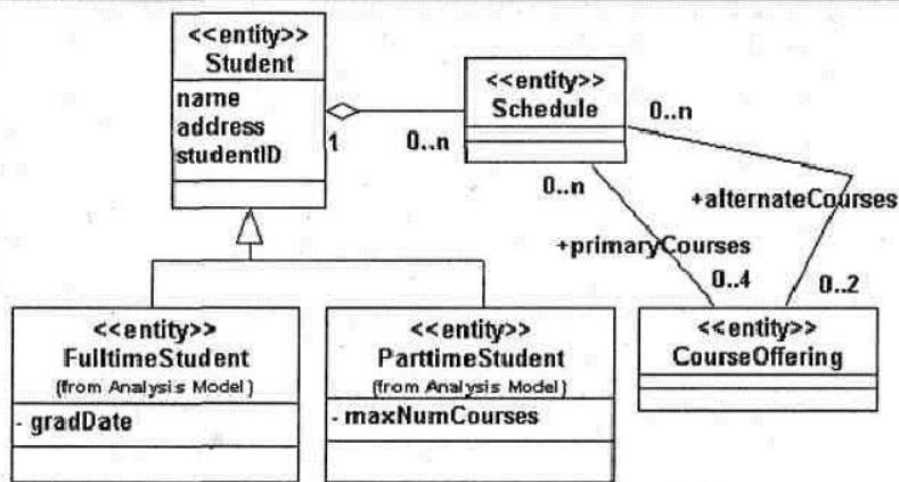 <<entity>>
Student
name
address
studentID
1
0..n
<<entity>>
Schedule
0..n
0..n
+alternateCourses
+primaryCourses
0..4
0..2
<<entity>>
FulltimeStudent
(from Analysis Model)
- gradDate
<<entity>>
ParttimeStudent
(from Analysis Model)
- maxNumCourses
<<entity>>
CourseOffering